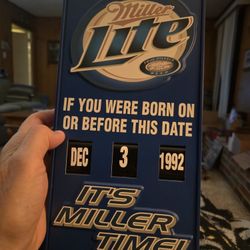 Miller
Lite
IF YOU WERE BORN ON
OR BEFORE THIS DATE
DEC 3 1992
IT'S
MILLER
TIME!